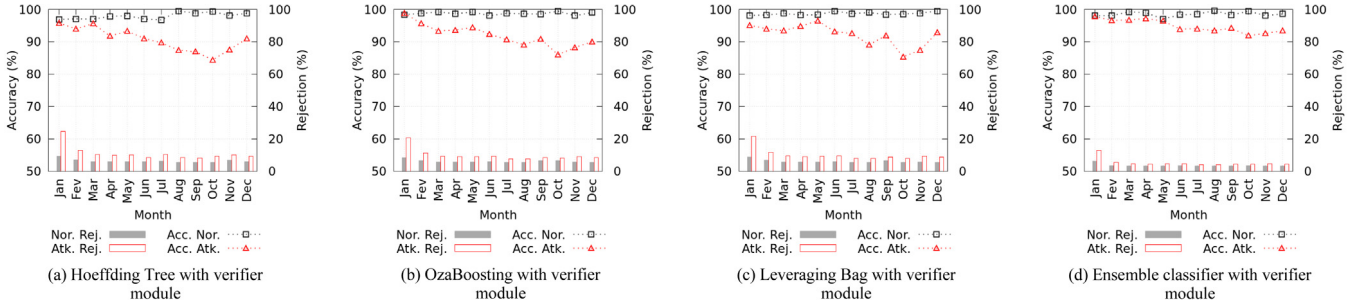 Accuracy (%)
100
90
80
70
60
50
100
80
60
40
20
0
Rejection (%)
Jan
Fev
Mar
Apr
May
Jun
Jul
Aug
Sep
Oct
Nov
Dec
Month
Nor. Rej.
Acc. Nor.
Atk. Rej.
Acc. Atk.
(a) Hoeffding Tree with verifier
module
Accuracy (%)
100
90
80
70
60
50
100
80
60
40
20
0
Rejection (%)
Jan
Fev
Mar
Apr
May
Jun
Jul
Aug
Sep
Oct
Nov
Dec
Month
Nor. Rej.
Acc. Nor.
Atk. Rej.
Acc. Atk.
(b) OzaBoosting with verifier
module
Accuracy (%)
100
90
80
70
60
50
100
80
60
40
20
0
Rejection (%)
Jan
Fev
Mar
Apr
May
Jun
Jul
Aug
Sep
Oct
Nov
Dec
Month
Nor. Rej.
Acc. Nor.
Atk. Rej.
Acc. Atk.
(c) Leveraging Bag with verifier
module
Accuracy (%)
100
90
80
70
60
50
100
80
60
40
20
0
Rejection (%)
Jan
Fev
Mar
Apr
May
Jun
Jul
Aug
Sep
Oct
Nov
Dec
Month
Nor. Rej.
Acc. Nor.
Atk. Rej.
Acc. Atk.
(d) Ensemble classifier with verifier
module